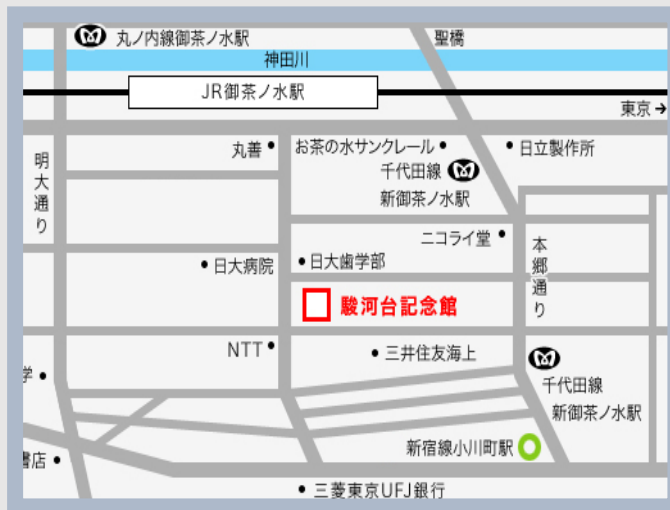 丸ノ内線御茶ノ水駅
聖橋
神田川
JR御茶ノ水駅
東京→
明大通り
丸善
お茶の水サンクレール
日立製作所
千代田線
新御茶ノ水駅
ニコライ堂
本郷通り
日大病院
日大歯学部
駿河台記念館
NTT
三井住友海上
学
千代田線
新御茶ノ水駅
新宿線小川町駅
書店
三菱東京UFJ銀行